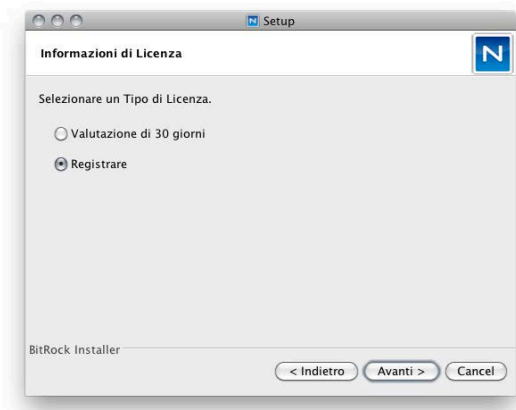 Setup
Informazioni di Licenza
N
Selezionare un Tipo di Licenza.
Valutazione di 30 giorni
Registrare
BitRock Installer
< Indietro Avanti > Cancel